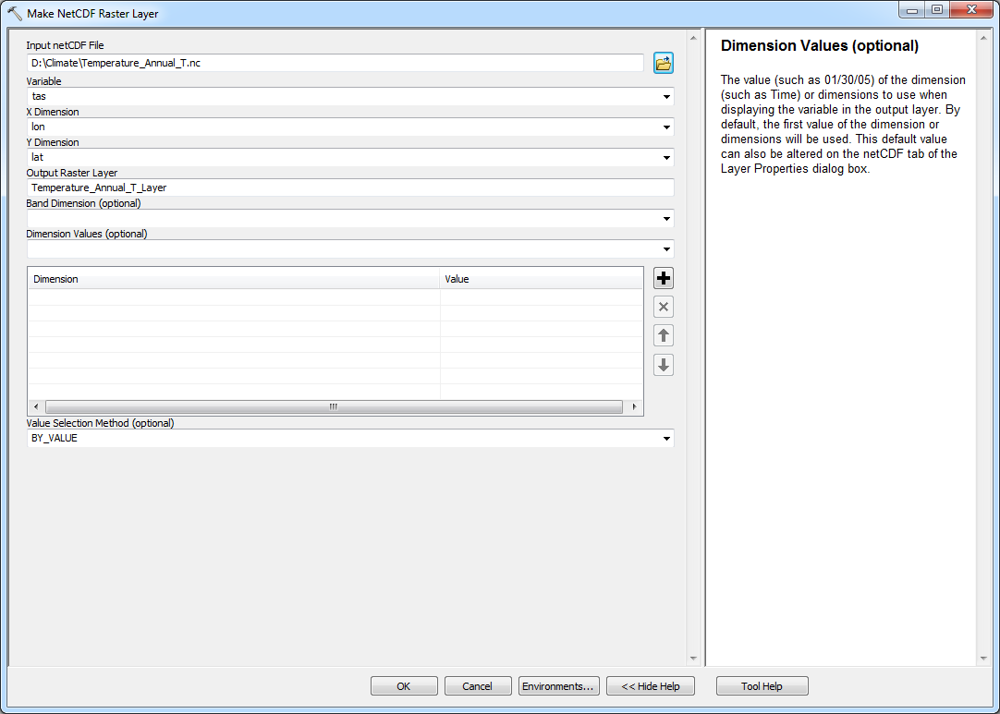 Make NetCDF Raster Layer
Input netCDF File
D:\Climate\Temperature_Annual_T.nc
Variable
tas
X Dimension
lon
Y Dimension
lat
Output Raster Layer
Temperature_Annual_T_Layer
Band Dimension (optional)
Dimension Values (optional)
Dimension Value
Value Selection Method (optional)
BY_VALUE
Dimension Values (optional)
The value (such as 01/30/05) of the dimension
(such as Time) or dimensions to use when
displaying the variable in the output layer. By
default, the first value of the dimension or
dimensions will be used. This default value
can also be altered on the netCDF tab of the
Layer Properties dialog box.
OK Cancel Environments... << Hide Help Tool Help